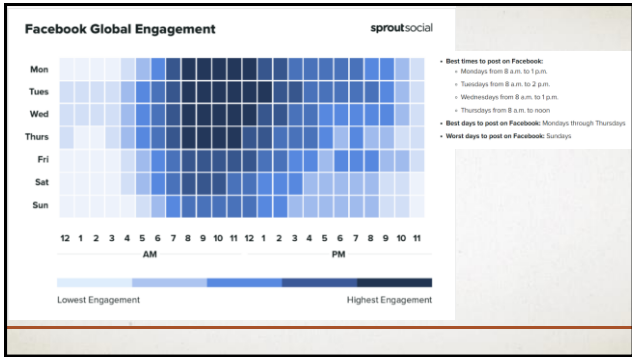 Facebook Global Engagement
sproutsocial
Mon
Tues
Wed
Thurs
Fri
Sat
Sun
12 1 2 3 4 5 6 7 8 9 10 11 12 1 2 3 4 5 6 7 8 9 10 11
AM PM
Lowest Engagement Highest Engagement
• Best times to post on Facebook:
• Mondays from 8 a.m. to 1 p.m.
• Tuesdays from 8 a.m. to 2 p.m.
• Wednesdays from 8 a.m. to 1 p.m.
• Thursdays from 8 a.m. to noon
• Best days to post on Facebook: Mondays through Thursdays
• Worst days to post on Facebook: Sundays